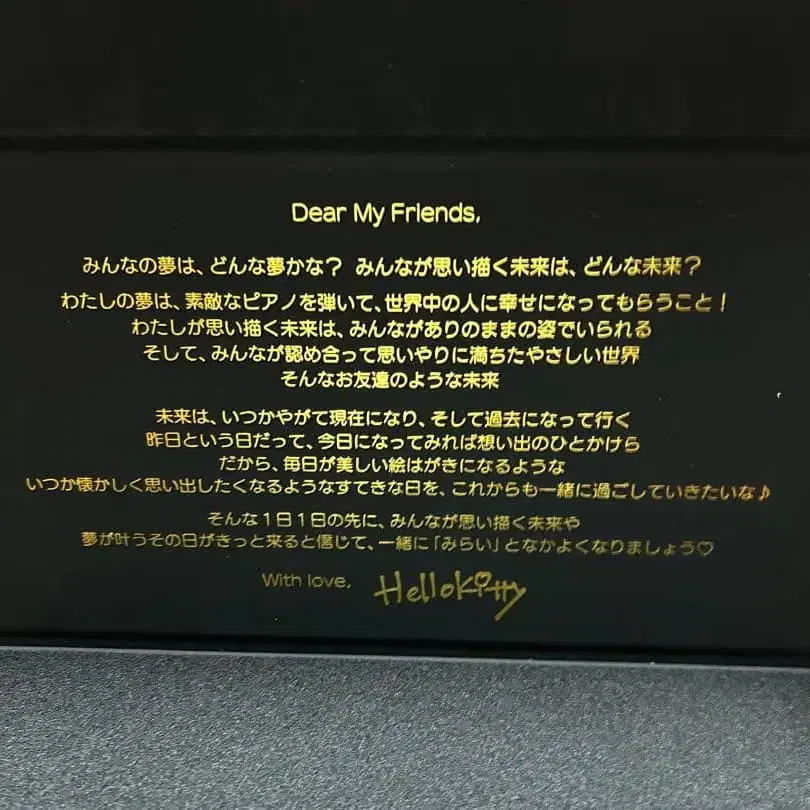 Dear My Friends,
みんなの夢は、どんな夢かな？ みんなが思い描く未来は、どんな未来？
わたしの夢は、素敵なピアノを弾いて、世界中の人に幸せになってもらうこと！
わたしが思い描く未来は、みんながありのままの姿でいられる
そして、みんなが認め合って思いやりに満ちたやさしい世界
そんなお友達のような未来
未来は、いつかやがて現在になり、そして過去になって行く
昨日という日だって、今日になってみれば想い出のひとかけら
だから、毎日が美しい絵はがきになるような
いつか懐かしく思い出したくなるようなすてきな日を、これからも一緒に過ごしていきたいな♪
そんな1日1日の先に、みんなが思い描く未来や
夢が叶うその日がきっと来ると信じて、一緒に「みらい」となかよくなりましょう♡
With love, HelloKitty